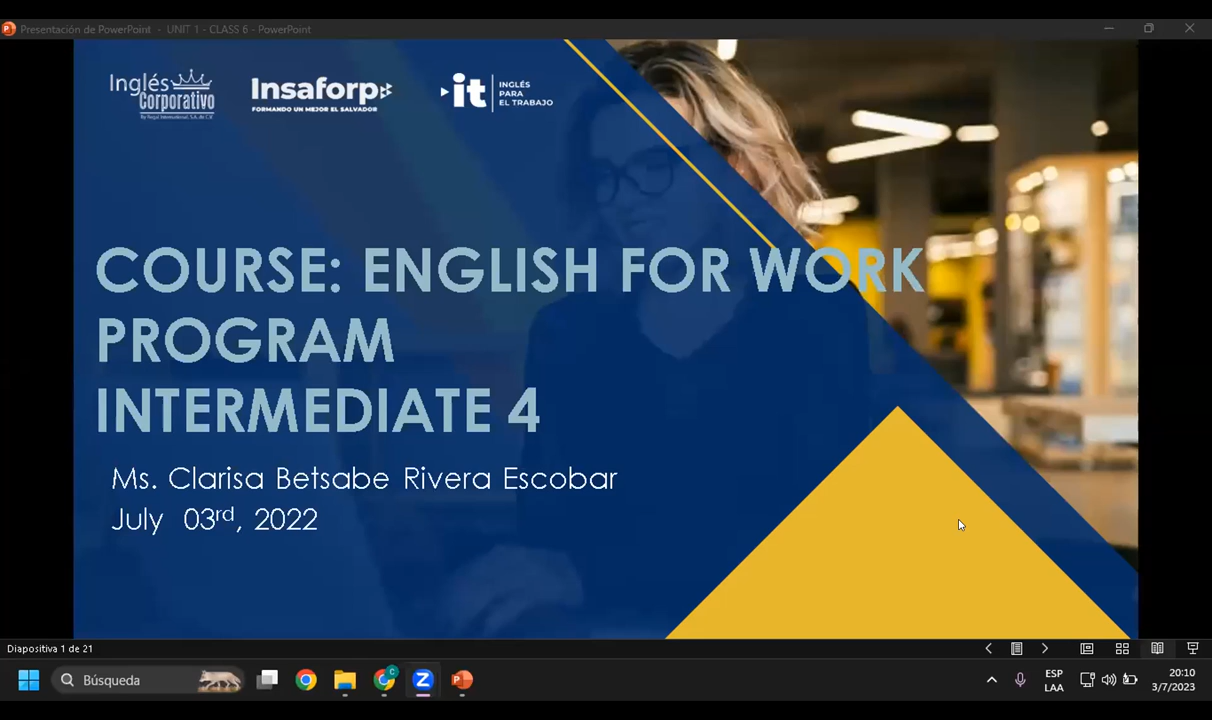 Presentación de PowerPoint - UNIT 1 - CLASS 6 - PowerPoint
Inglés
Corporativo
Insaforp
FORMANDO UN MEJOR EL SALVADOR
it
INGLÉS
PARA
EL TRABAJO
COURSE: ENGLISH FOR WORK
PROGRAM
INTERMEDIATE 4
Ms. Clarisa Betsabe Rivera Escobar
July 03rd, 2022
Diapositiva 1 de 21
Búsqueda
ESP
LAA
20:10
3/7/2023